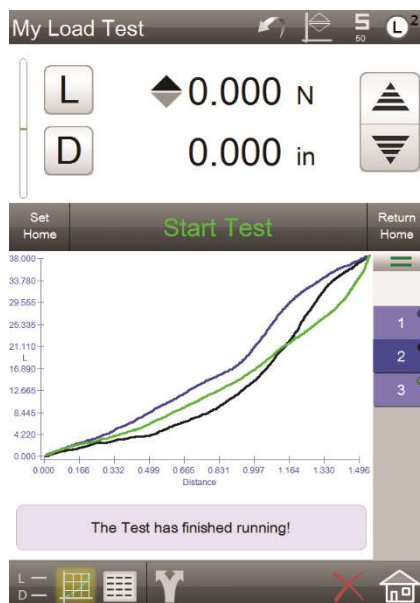 My Load Test
S
60
L 2
L 0.000 N
D 0.000 in
Set
Home
Start Test
Return
Home
38.000
33.780
29.555
25.335
21.110
L
16.890
12.665
8.445
4.220
0.000
0.000 0.166 0.332 0.499 0.665 0.831 0.997 1.164 1.330 1.496
Distance
1
2
3
The Test has finished running!
L
D